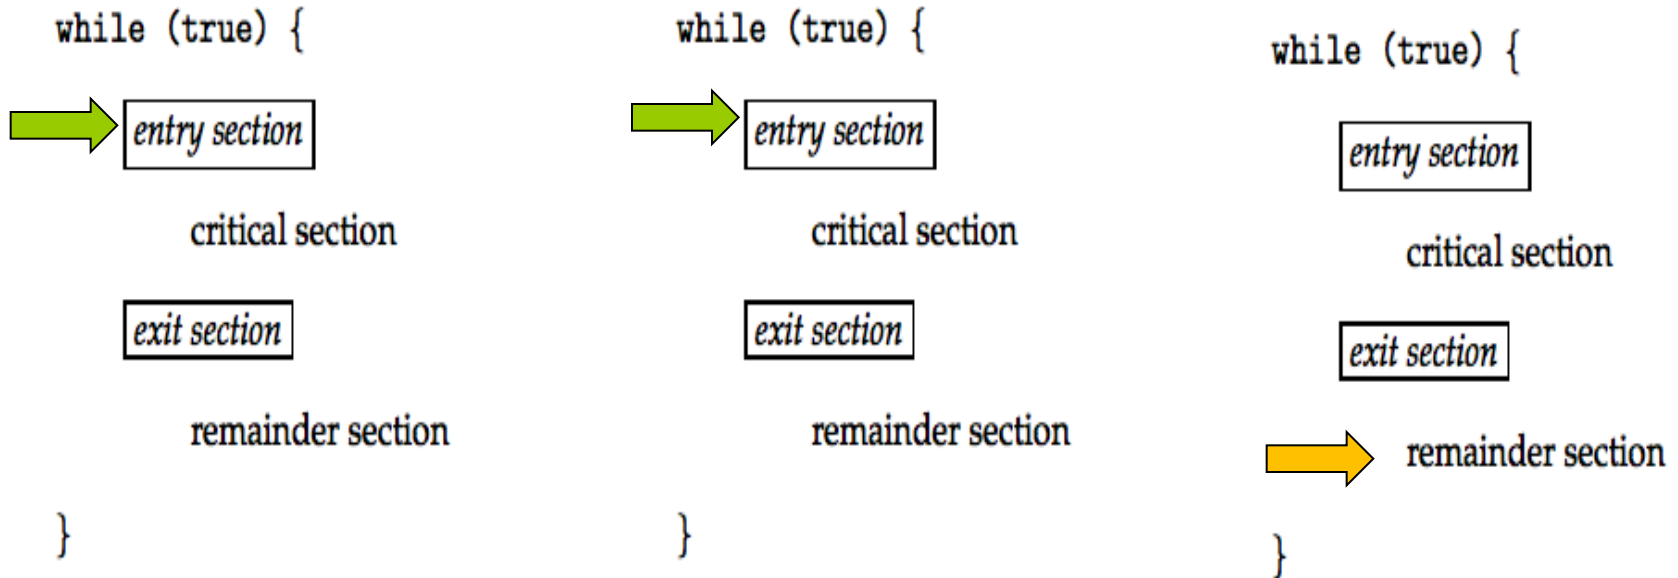 while (true) {
entry section
critical section
exit section
remainder section
}
while (true) {
entry section
critical section
exit section
remainder section
}
while (true) {
entry section
critical section
exit section
remainder section
}